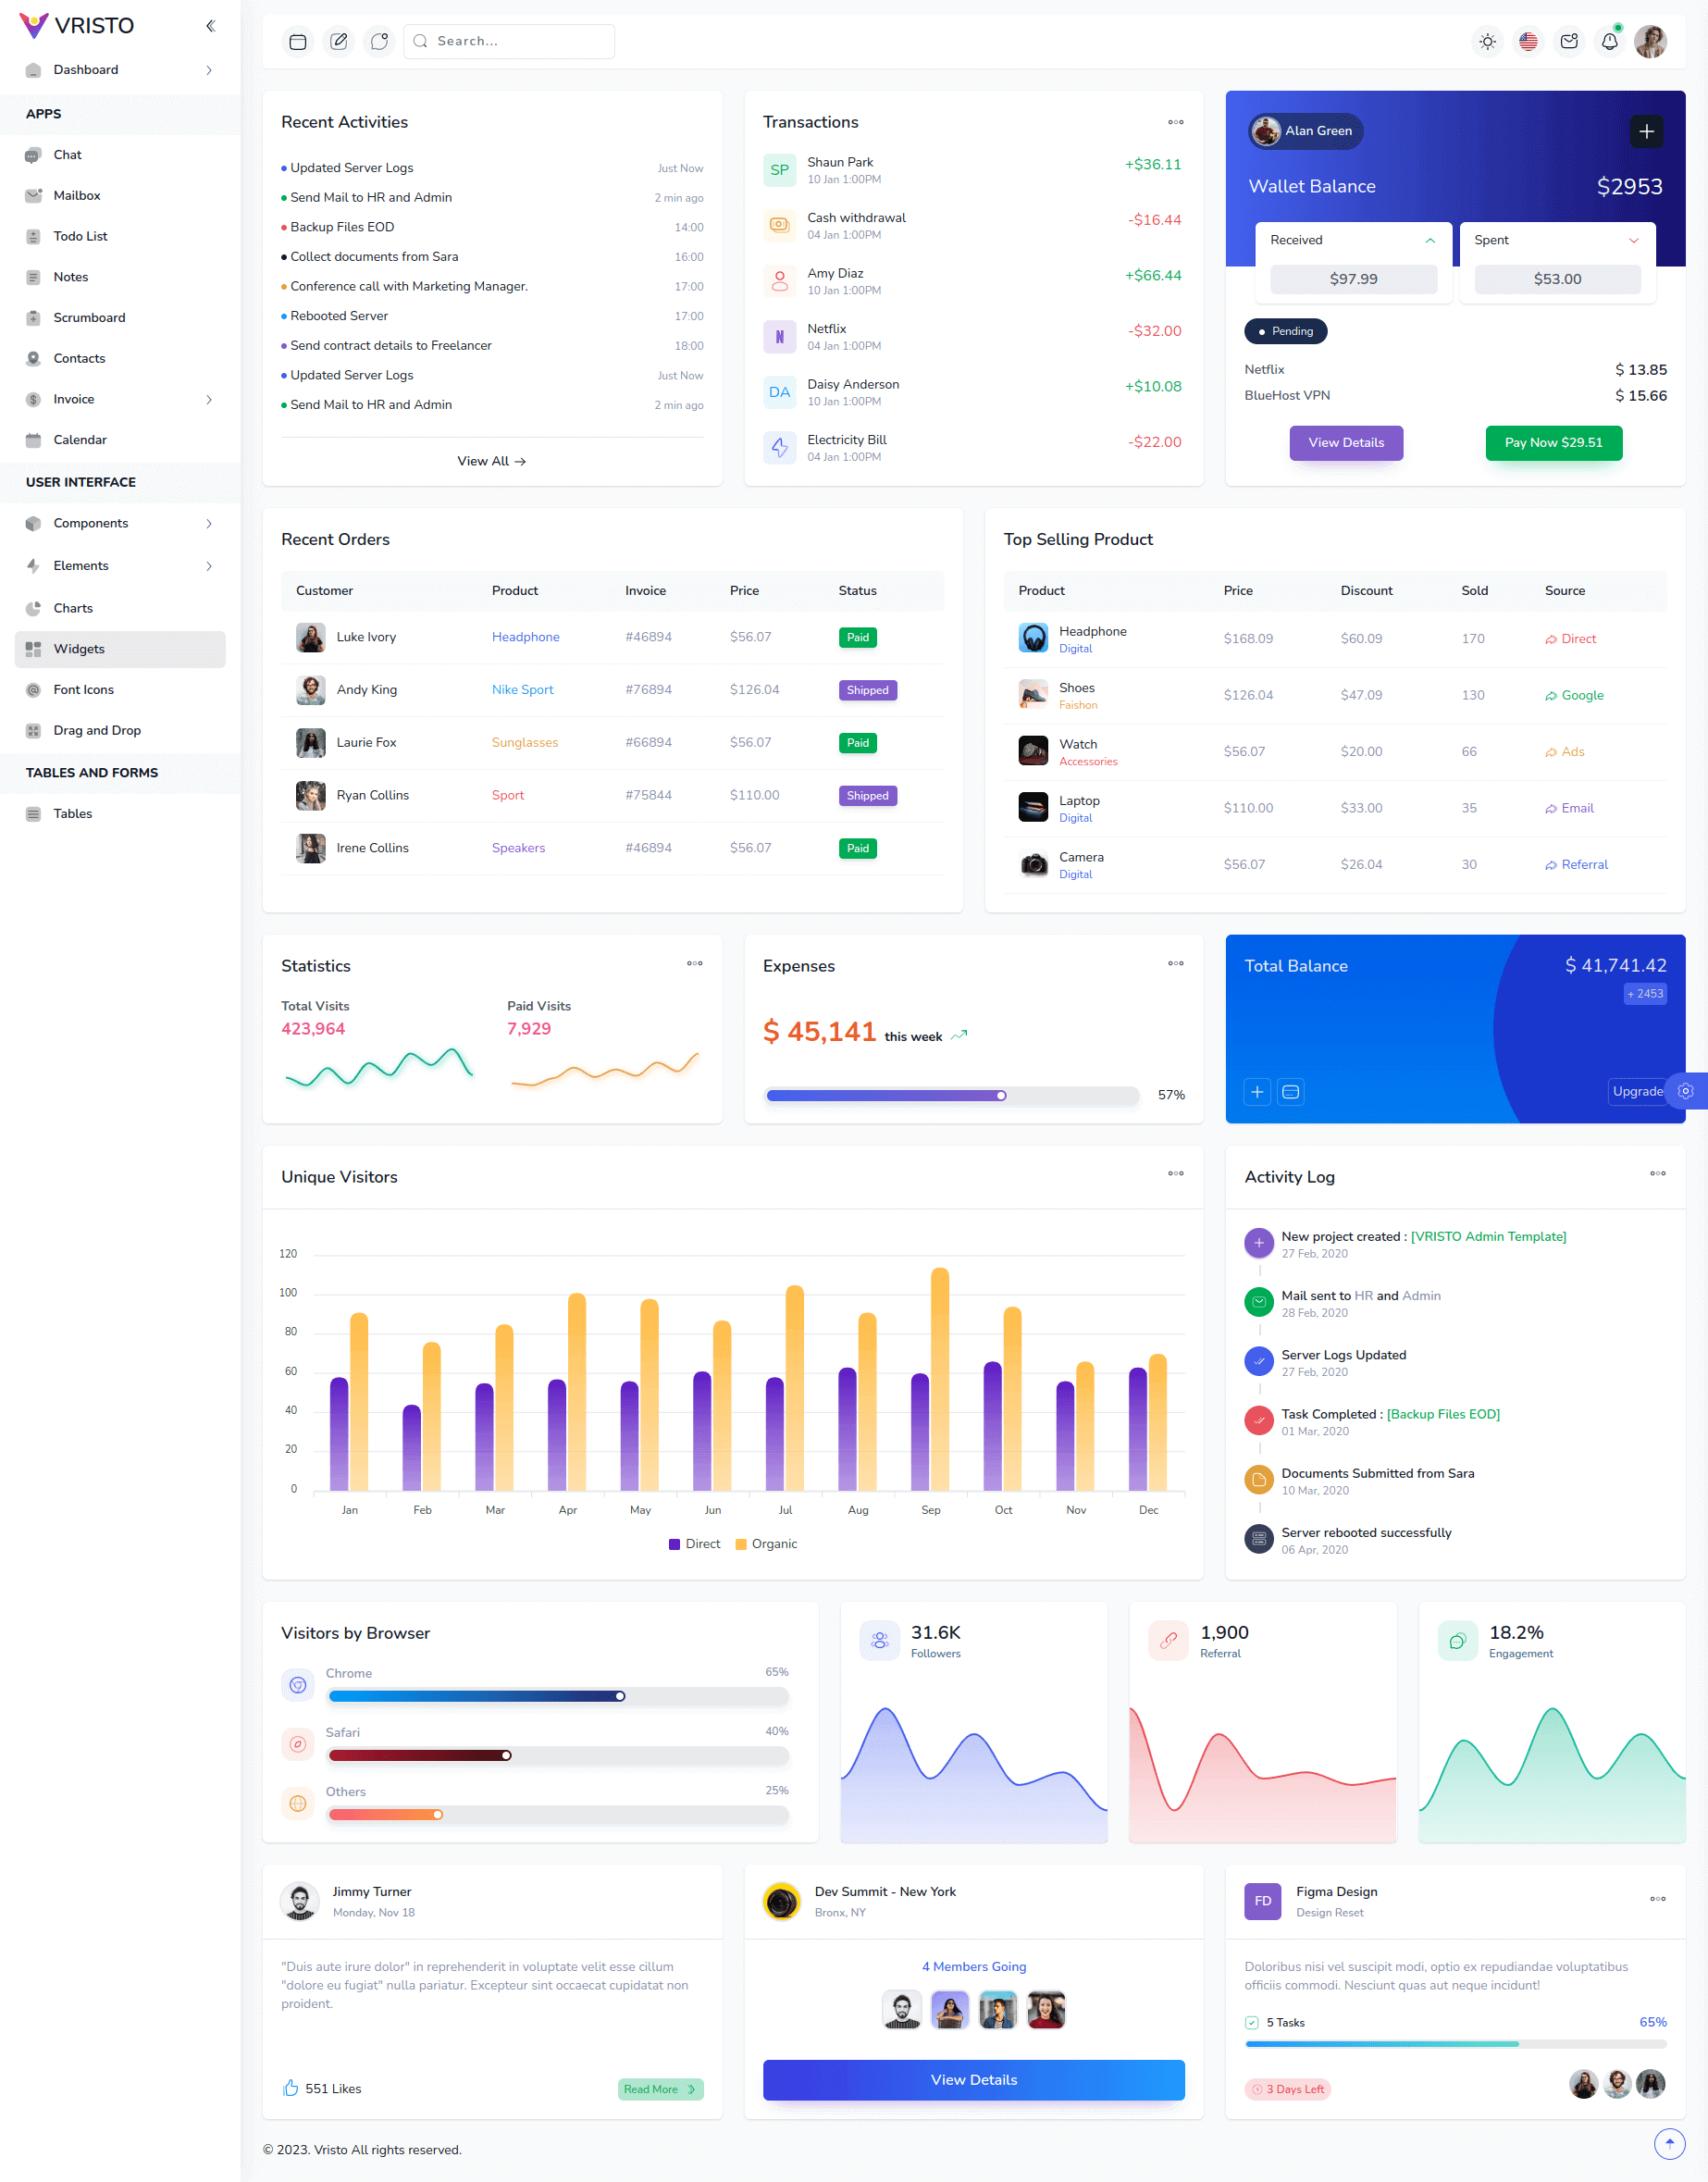 VRISTO
Dashboard
APPS
Chat
Mailbox
Todo List
Notes
Scrumboard
Contacts
Invoice
Calendar
USER INTERFACE
Components
Elements
Charts
Widgets
Font Icons
Drag and Drop
TABLES AND FORMS
Tables
Search...
Recent Activities
Updated Server Logs Just Now
Send Mail to HR and Admin 2 min ago
Backup Files EOD 14:00
Collect documents from Sara 16:00
Conference call with Marketing Manager. 17:00
Rebooted Server 17:00
Send contract details to Freelancer 18:00
Updated Server Logs Just Now
Send Mail to HR and Admin 2 min ago
View All
Transactions
SP Shaun Park +$36.11
10 Jan 1:00PM
Cash withdrawal -$16.44
04 Jan 1:00PM
Amy Diaz +$66.44
10 Jan 1:00PM
N Netflix -$32.00
04 Jan 1:00PM
DA Daisy Anderson +$10.08
10 Jan 1:00PM
Electricity Bill -$22.00
04 Jan 1:00PM
Alan Green
Wallet Balance $2953
Received Spent
$97.99 $53.00
Pending
Netflix $ 13.85
BlueHost VPN $ 15.66
View Details Pay Now $29.51
Recent Orders
Customer Product Invoice Price Status
Luke Ivory Headphone #46894 $56.07 Paid
Andy King Nike Sport #76894 $126.04 Shipped
Laurie Fox Sunglasses #66894 $56.07 Paid
Ryan Collins Sport #75844 $110.00 Shipped
Irene Collins Speakers #46894 $56.07 Paid
Top Selling Product
Product Price Discount Sold Source
Headphone $168.09 $60.09 170 Direct
Digital
Shoes $126.04 $47.09 130 Google
Faishon
Watch $56.07 $20.00 66 Ads
Accessories
Laptop $110.00 $33.00 35 Email
Digital
Camera $56.07 $26.04 30 Referral
Digital
Statistics
Total Visits Paid Visits
423,964 7,929
Expenses
$ 45,141 this week
57%
Total Balance $ 41,741.42
+ 2453
Upgrade
Unique Visitors
120
100
80
60
40
20
0
Jan Feb Mar Apr May Jun Jul Aug Sep Oct Nov Dec
Direct Organic
Activity Log
New project created : [VRISTO Admin Template]
27 Feb, 2020
Mail sent to HR and Admin
28 Feb, 2020
Server Logs Updated
27 Feb, 2020
Task Completed : [Backup Files EOD]
01 Mar, 2020
Documents Submitted from Sara
10 Mar, 2020
Server rebooted successfully
06 Apr, 2020
Visitors by Browser
Chrome 65%
Safari 40%
Others 25%
31.6K
Followers
1,900
Referral
18.2%
Engagement
Jimmy Turner
Monday, Nov 18
"Duis aute irure dolor" in reprehenderit in voluptate velit esse cillum
"dolore eu fugiat" nulla pariatur. Excepteur sint occaecat cupidatat non
proident.
551 Likes Read More
Dev Summit - New York
Bronx, NY
4 Members Going
View Details
FD Figma Design
Design Reset
Doloribus nisi vel suscipit modi, optio ex repudiandae voluptatibus
officiis commodi. Nesciunt quas aut neque incidunt!
5 Tasks 65%
3 Days Left
© 2023. Vristo All rights reserved.